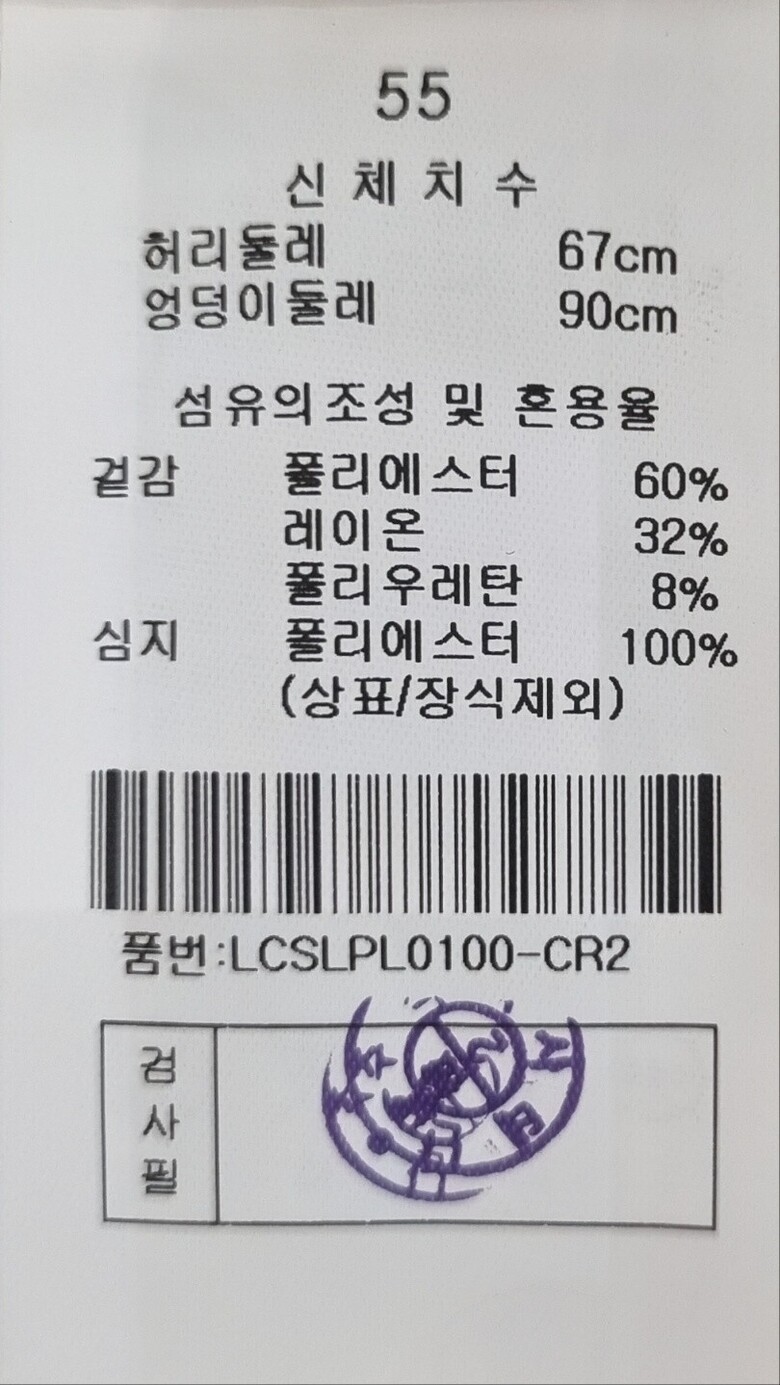 55
신체치수
허리둘레 67cm
엉덩이둘레 90cm
섬유의조성 및 혼용율
겉감 폴리에스터 60%
레이온 32%
폴리우레탄 8%
심지 폴리에스터 100%
(상표/장식제외)
품번:LCSLPL0100-CR2
검
사
필